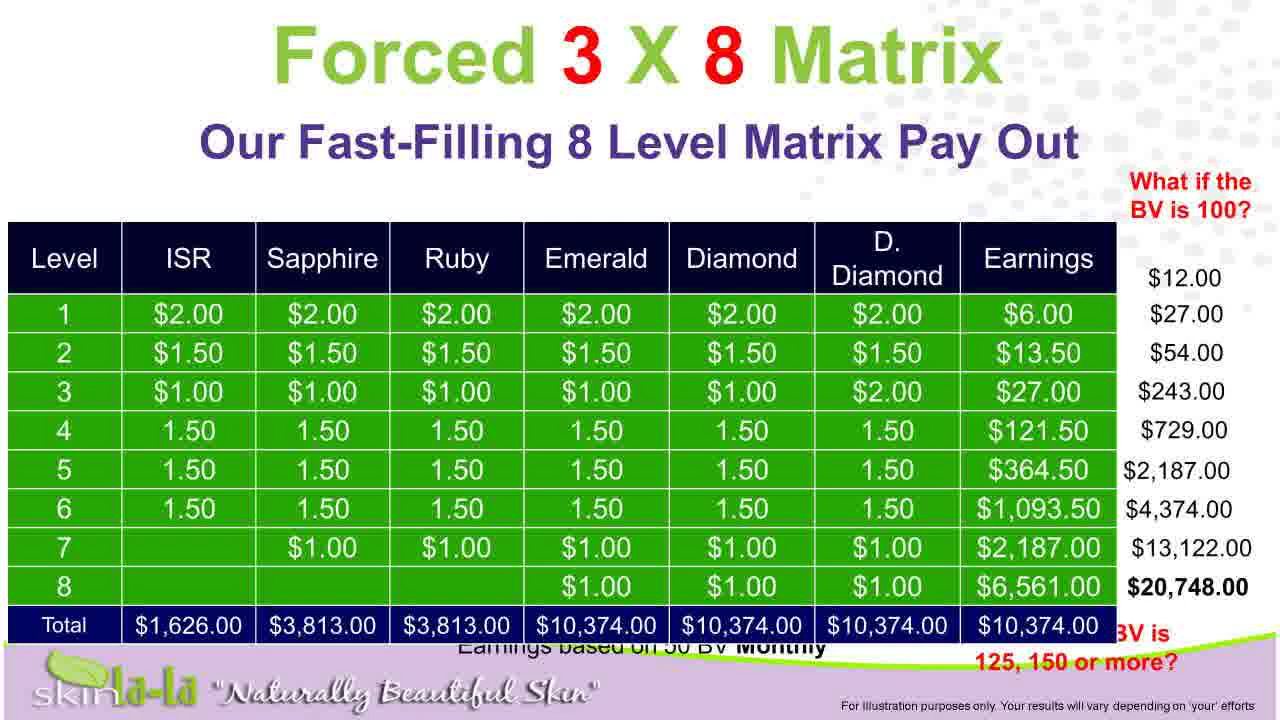 Forced 3 X 8 Matrix
Our Fast-Filling 8 Level Matrix Pay Out
What if the
BV is 100?
Level ISR Sapphire Ruby Emerald Diamond D. Diamond Earnings
$12.00
1 $2.00 $2.00 $2.00 $2.00 $2.00 $2.00 $6.00 $27.00
2 $1.50 $1.50 $1.50 $1.50 $1.50 $1.50 $13.50 $54.00
3 $1.00 $1.00 $1.00 $1.00 $1.00 $2.00 $27.00 $243.00
4 1.50 1.50 1.50 1.50 1.50 1.50 $121.50 $729.00
5 1.50 1.50 1.50 1.50 1.50 1.50 $364.50 $2,187.00
6 1.50 1.50 1.50 1.50 1.50 1.50 $1,093.50 $4,374.00
7 $1.00 $1.00 $1.00 $1.00 $1.00 $2,187.00 $13,122.00
8 $1.00 $1.00 $1.00 $6,561.00 $20,748.00
Total $1,626.00 $3,813.00 $3,813.00 $10,374.00 $10,374.00 $10,374.00 $10,374.00
BV is
Earnings based on 50 BV Monthly
125, 150 or more?
skin la-la "Naturally Beautiful Skin"
For Illustration purposes only. Your results will vary depending on 'your' efforts